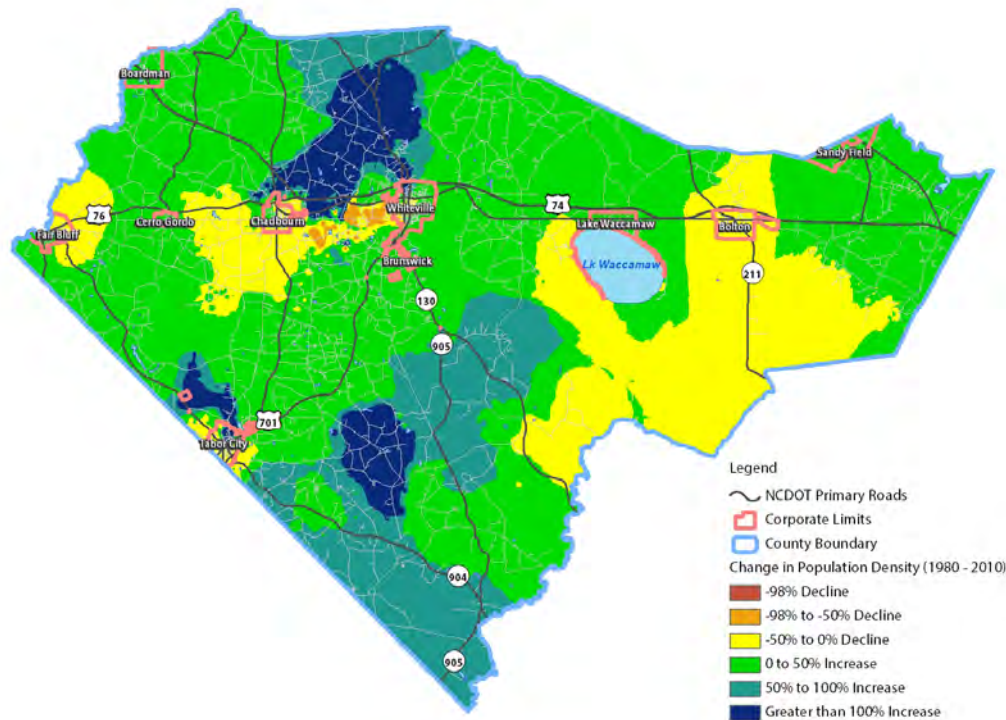 Boardman
Sandy Field
76
Cerro Gordo
Chadbourn
Whiteville
74
Lake Waccamaw
Bolton
Fair Bluff
Brunswick
Lk Waccamaw
211
130
905
701
Tabor City
904
905
Legend
NCDOT Primary Roads
Corporate Limits
County Boundary
Change in Population Density (1980 - 2010)
-98% Decline
-98% to -50% Decline
-50% to 0% Decline
0 to 50% Increase
50% to 100% Increase
Greater than 100% Increase